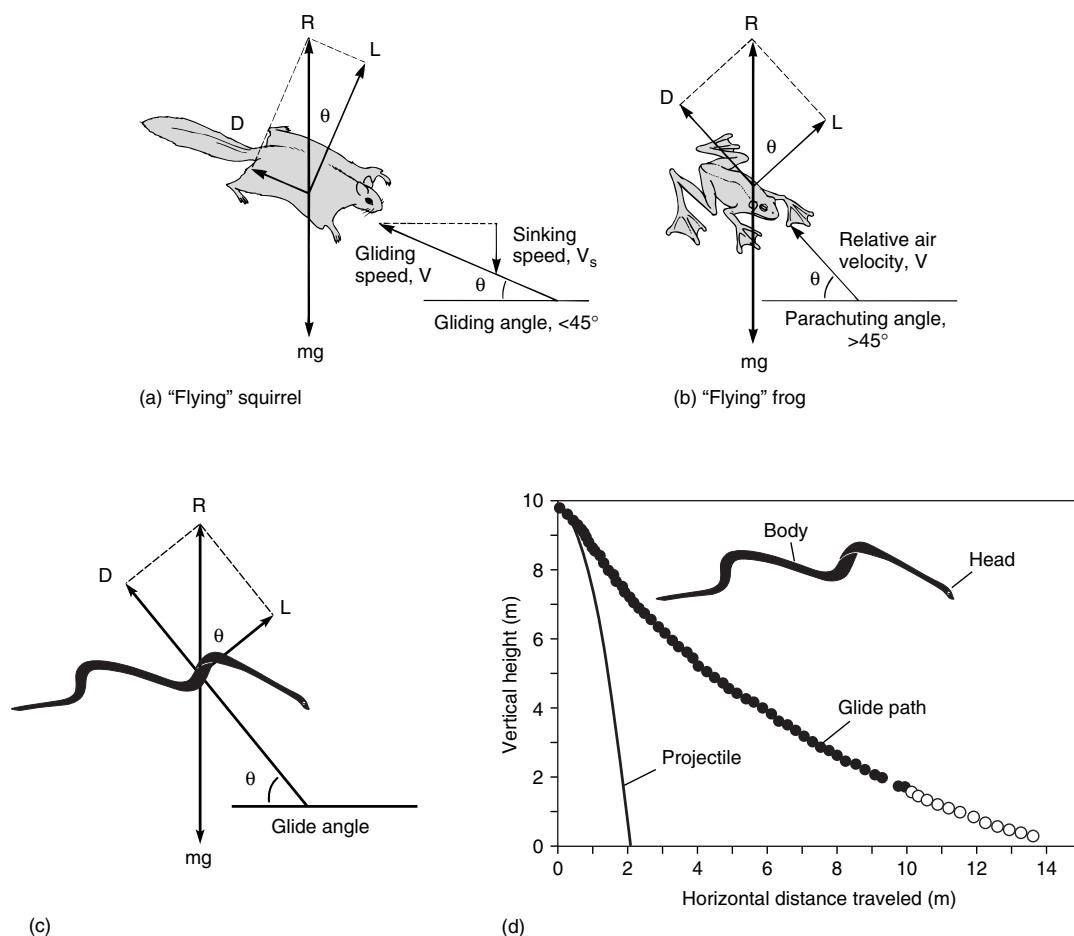 R
L
D
θ
Gliding
speed, V
Sinking
speed, Vs
θ
Gliding angle, <45°
mg
(a) “Flying” squirrel
R
D
L
θ
Relative air
velocity, V
θ
Parachuting angle,
>45°
mg
(b) “Flying” frog
R
D
L
θ
θ
Glide angle
mg
(c)
10
8
6
4
2
0
Vertical height (m)
Body
Head
Glide path
Projectile
0 2 4 6 8 10 12 14
Horizontal distance traveled (m)
(d)